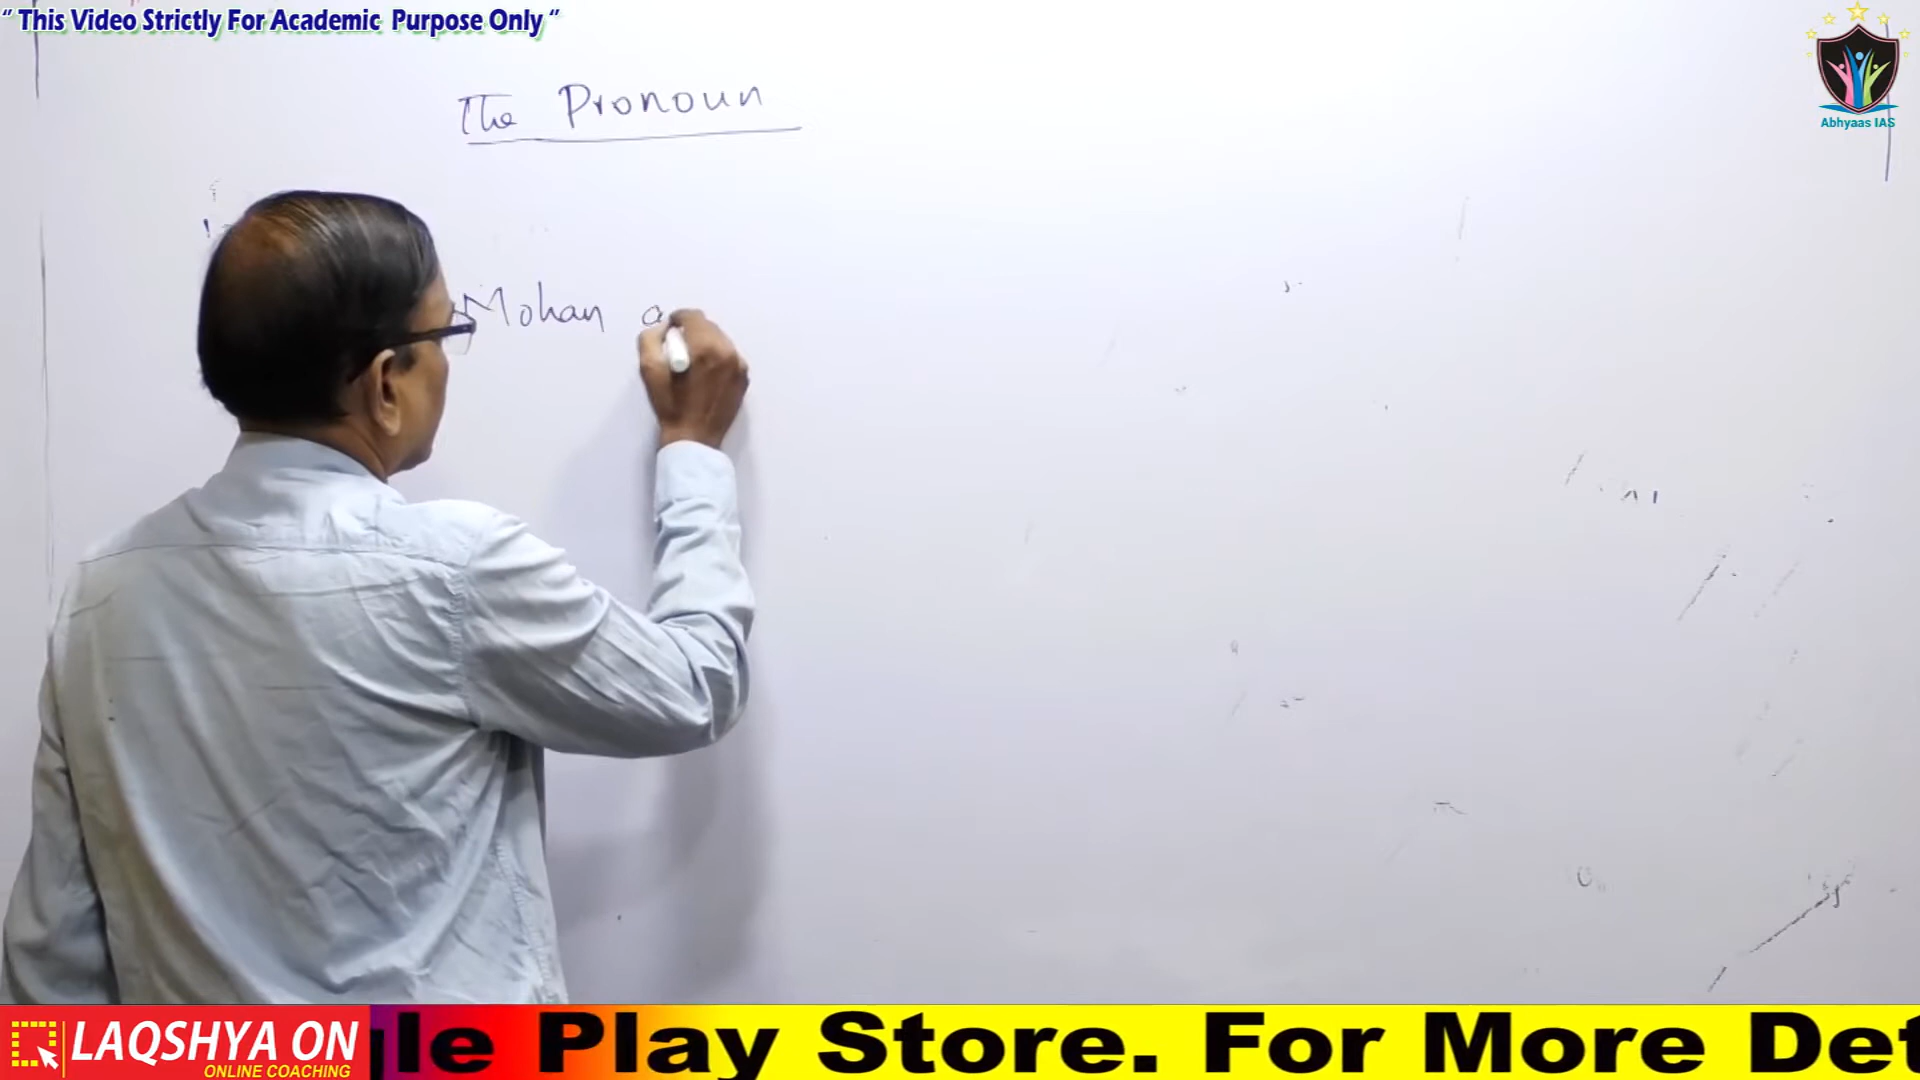 “ This Video Strictly For Academic Purpose Only ”
Abhyaas IAS
The Pronoun
Mohan a
LAQSHYA ON
ONLINE COACHING
gle Play Store. For More Det